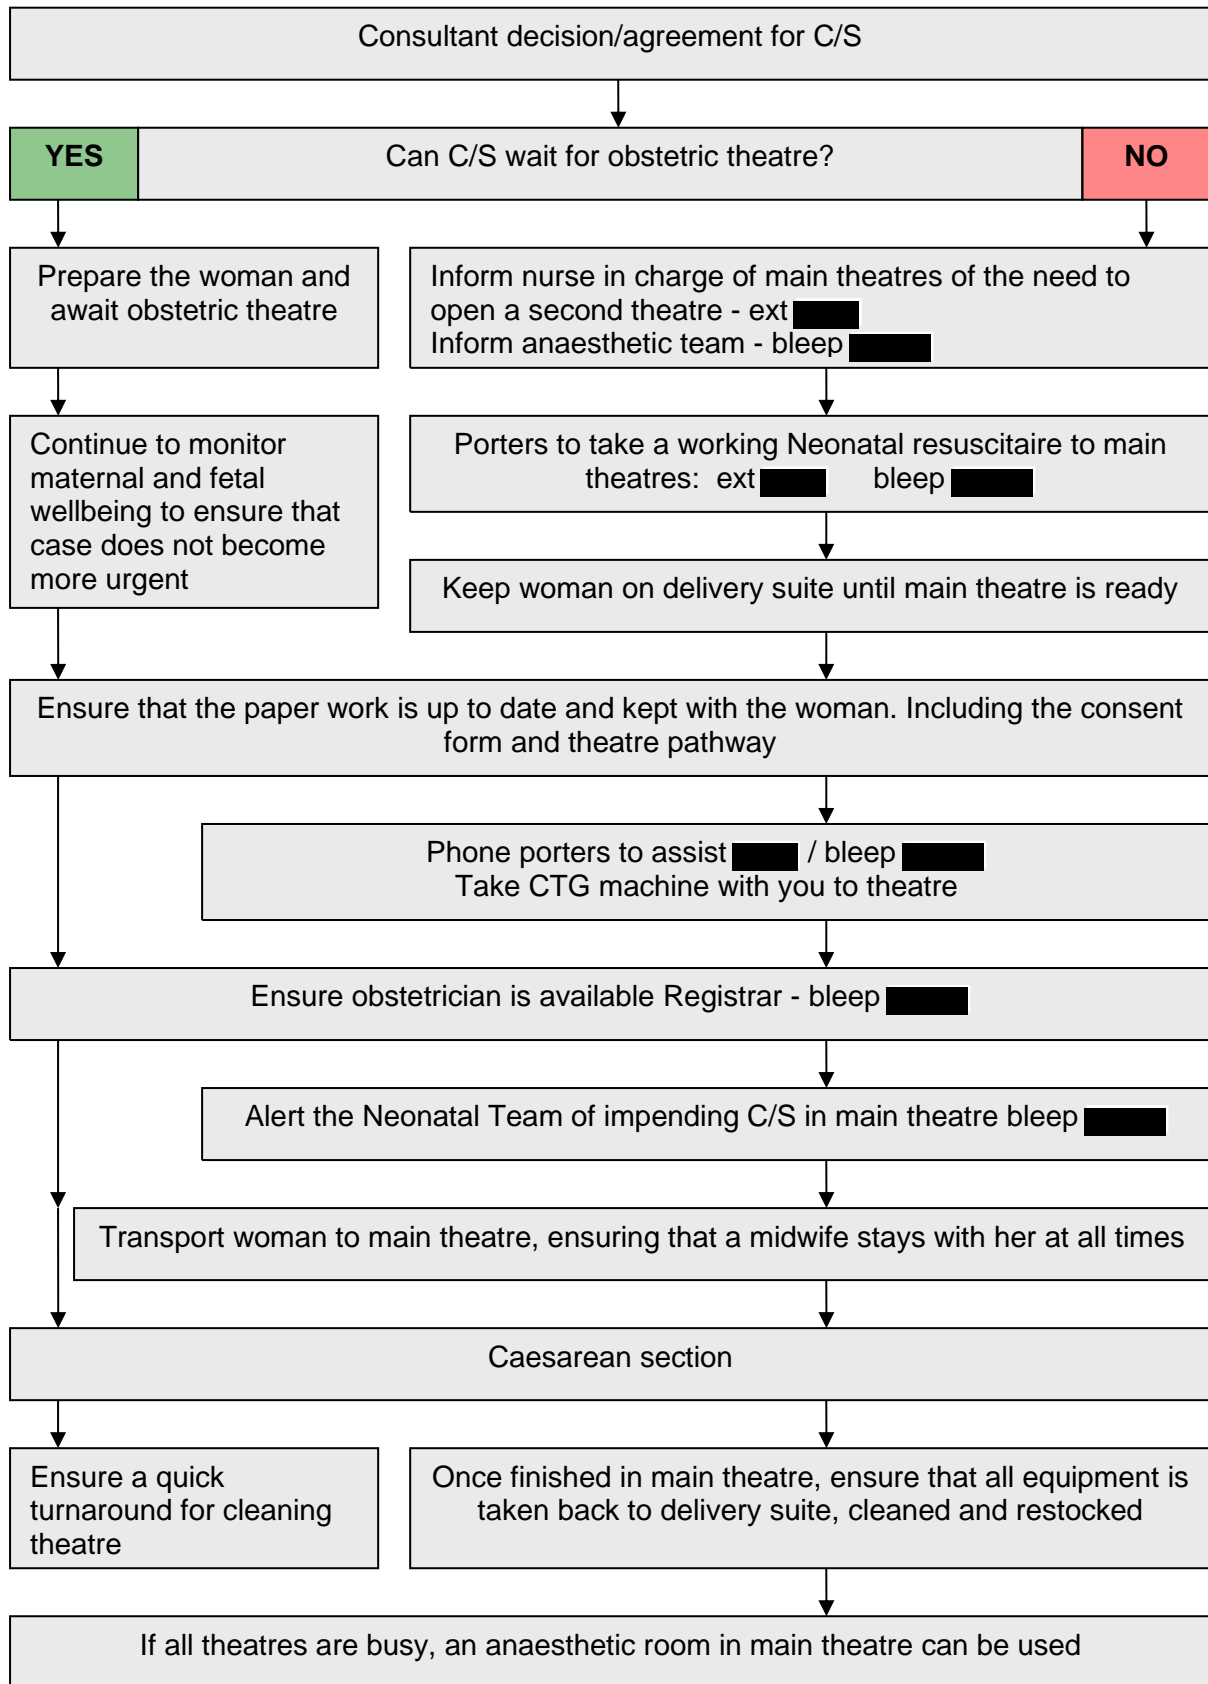 Consultant decision/agreement for C/S
YES
Can C/S wait for obstetric theatre?
NO
Prepare the woman and
await obstetric theatre
Inform nurse in charge of main theatres of the need to
open a second theatre - ext
Inform anaesthetic team - bleep
Continue to monitor
maternal and fetal
wellbeing to ensure that
case does not become
more urgent
Porters to take a working Neonatal resuscitaire to main
theatres: ext bleep
Keep woman on delivery suite until main theatre is ready
Ensure that the paper work is up to date and kept with the woman. Including the consent
form and theatre pathway
Phone porters to assist / bleep
Take CTG machine with you to theatre
Ensure obstetrician is available Registrar - bleep
Alert the Neonatal Team of impending C/S in main theatre bleep
Transport woman to main theatre, ensuring that a midwife stays with her at all times
Caesarean section
Ensure a quick
turnaround for cleaning
theatre
Once finished in main theatre, ensure that all equipment is
taken back to delivery suite, cleaned and restocked
If all theatres are busy, an anaesthetic room in main theatre can be used